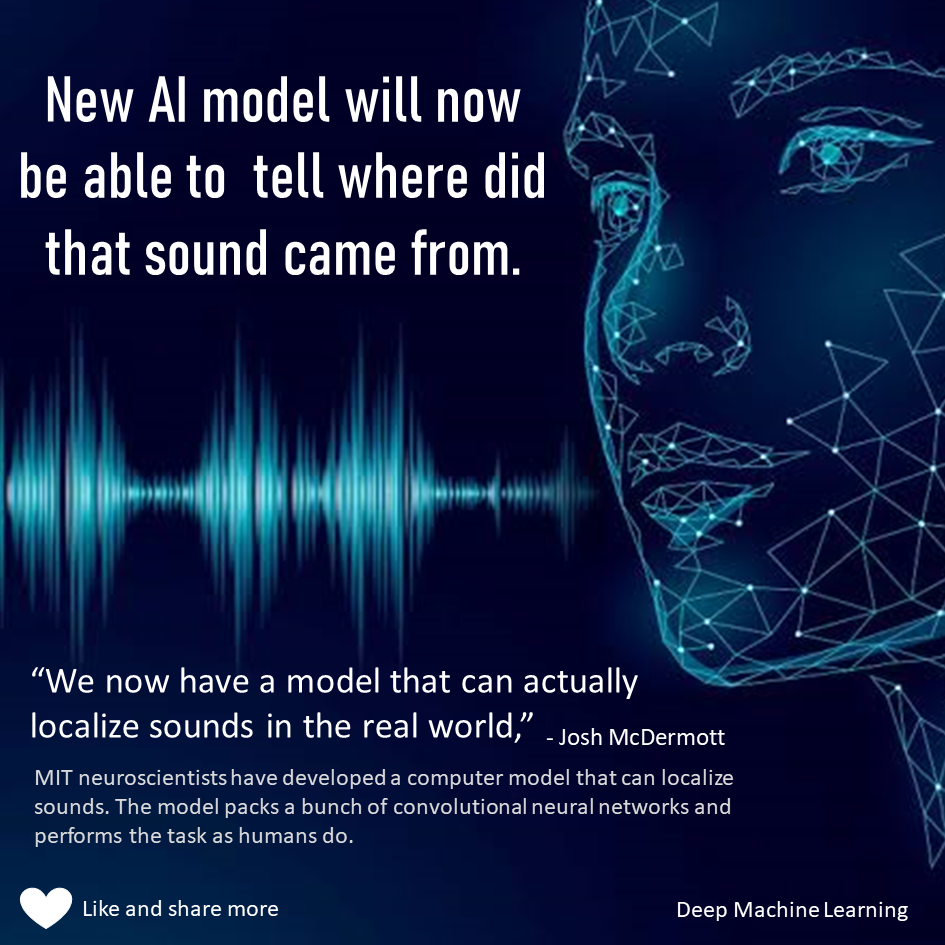 New AI model will now
be able to tell where did
that sound came from.
“We now have a model that can actually
localize sounds in the real world,” - Josh McDermott
MIT neuroscientists have developed a computer model that can localize
sounds. The model packs a bunch of convolutional neural networks and
performs the task as humans do.
Like and share more
Deep Machine Learning